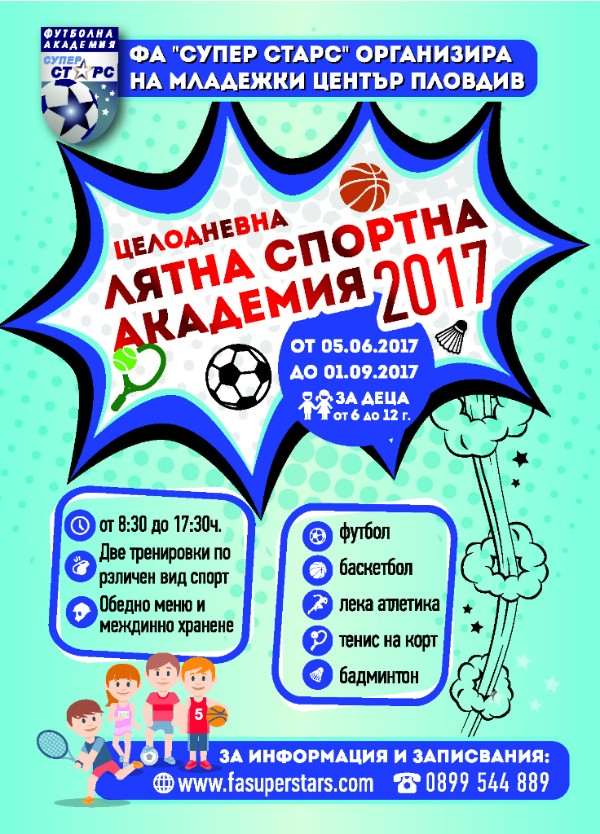 ФУТБОЛНА
АКАДЕМИЯ
СУПЕР
СТАРС
ФА "СУПЕР СТАРС" ОРГАНИЗИРА
НА МЛАДЕЖКИ ЦЕНТЪР ПЛОВДИВ
ЦЕЛОДНЕВНА
ЛЯТНА СПОРТНА
АКАДЕМИЯ 2017
ОТ 05.06.2017
ДО 01.09.2017
ЗА ДЕЦА
от 6 до 12 г.
от 8:30 до 17:30ч.
Две тренировки по
рзличен вид спорт
Обедно меню и
междинно хранене
футбол
баскетбол
лека атлетика
тенис на корт
бадминтон
5
ЗА ИНФОРМАЦИЯ И ЗАПИСВАНИЯ:
www.fasuperstars.com 0899 544 889